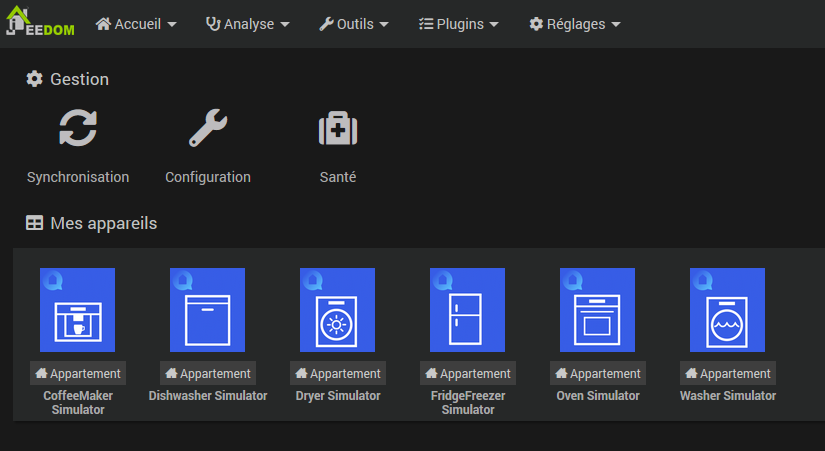 JEEDOM Accueil Analyse Outils Plugins Réglages
Gestion
Synchronisation Configuration Santé
Mes appareils
Appartement Appartement Appartement Appartement Appartement Appartement
CoffeeMaker Dishwasher Simulator Dryer Simulator FridgeFreezer Oven Simulator Washer Simulator
Simulator Simulator